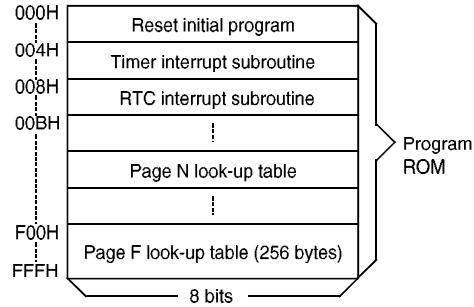 000H
Reset initial program
004H
Timer interrupt subroutine
008H
RTC interrupt subroutine
00BH
Page N look-up table
Program
ROM
F00H
Page F look-up table (256 bytes)
FFFH
8 bits